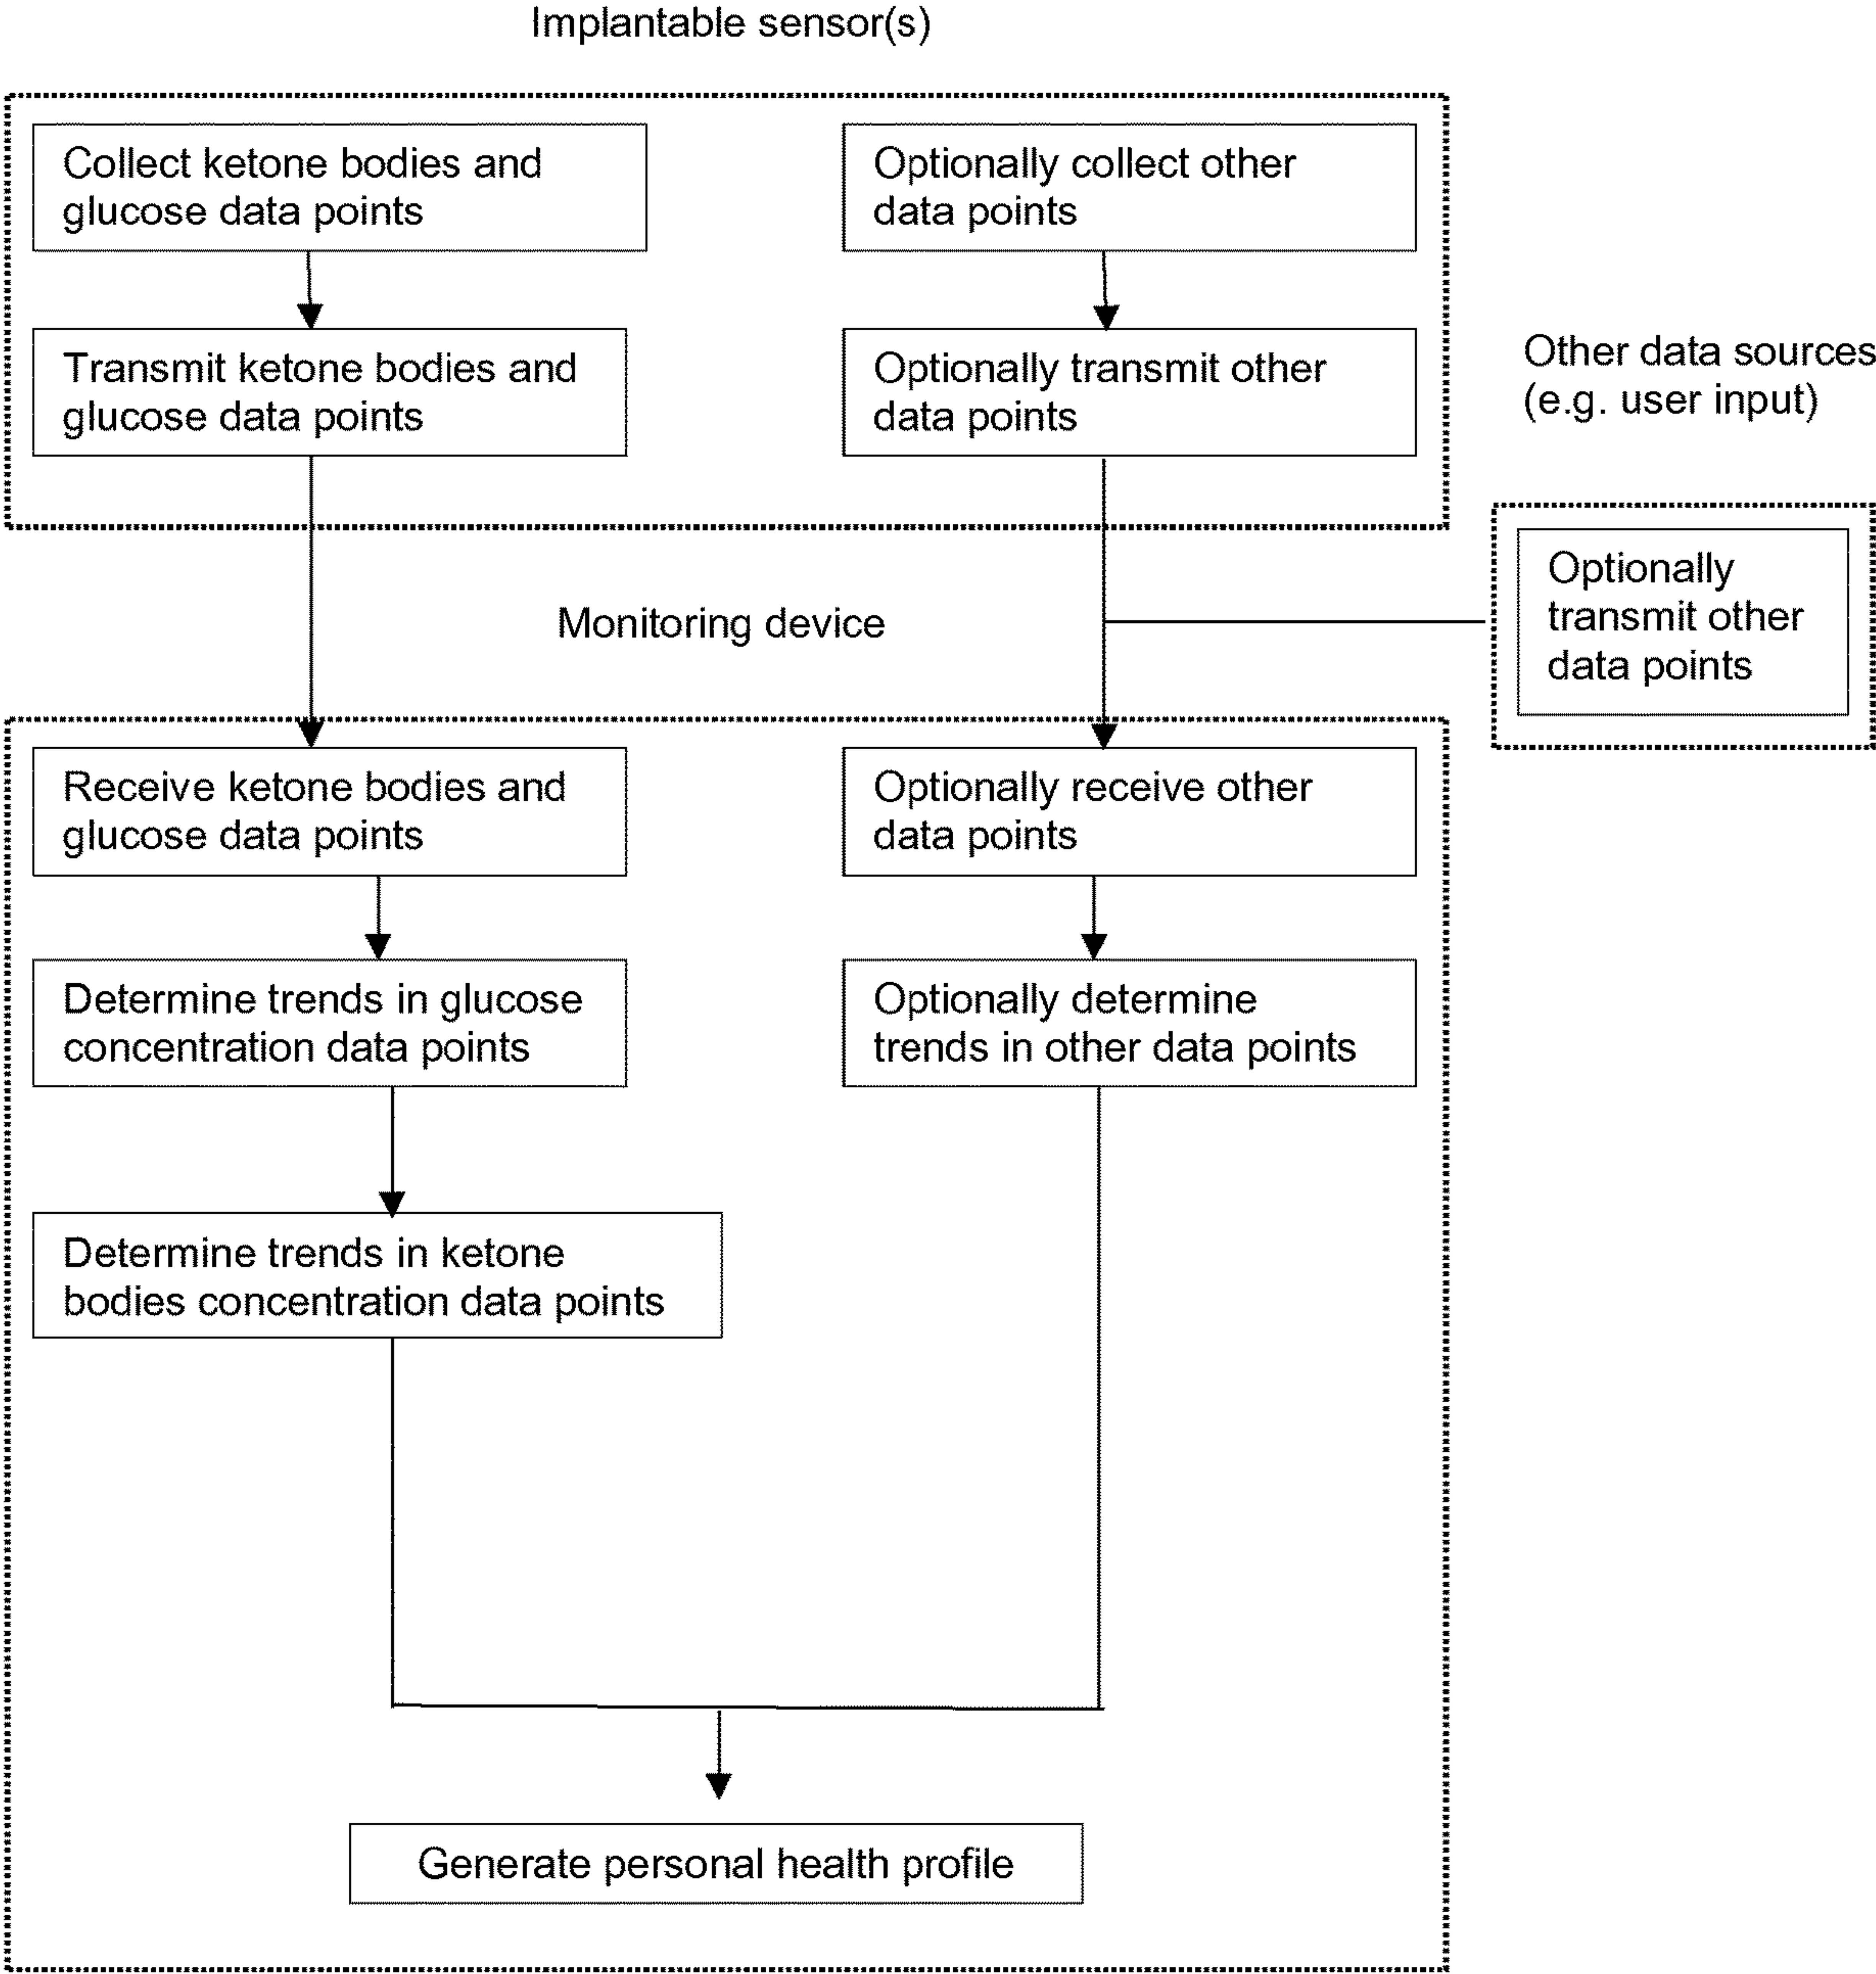 Implantable sensor(s)
Collect ketone bodies and
glucose data points
Optionally collect other
data points
Transmit ketone bodies and
glucose data points
Optionally transmit other
data points
Other data sources
(e.g. user input)
Optionally
transmit other
data points
Monitoring device
Receive ketone bodies and
glucose data points
Optionally receive other
data points
Determine trends in glucose
concentration data points
Optionally determine
trends in other data points
Determine trends in ketone
bodies concentration data points
Generate personal health profile